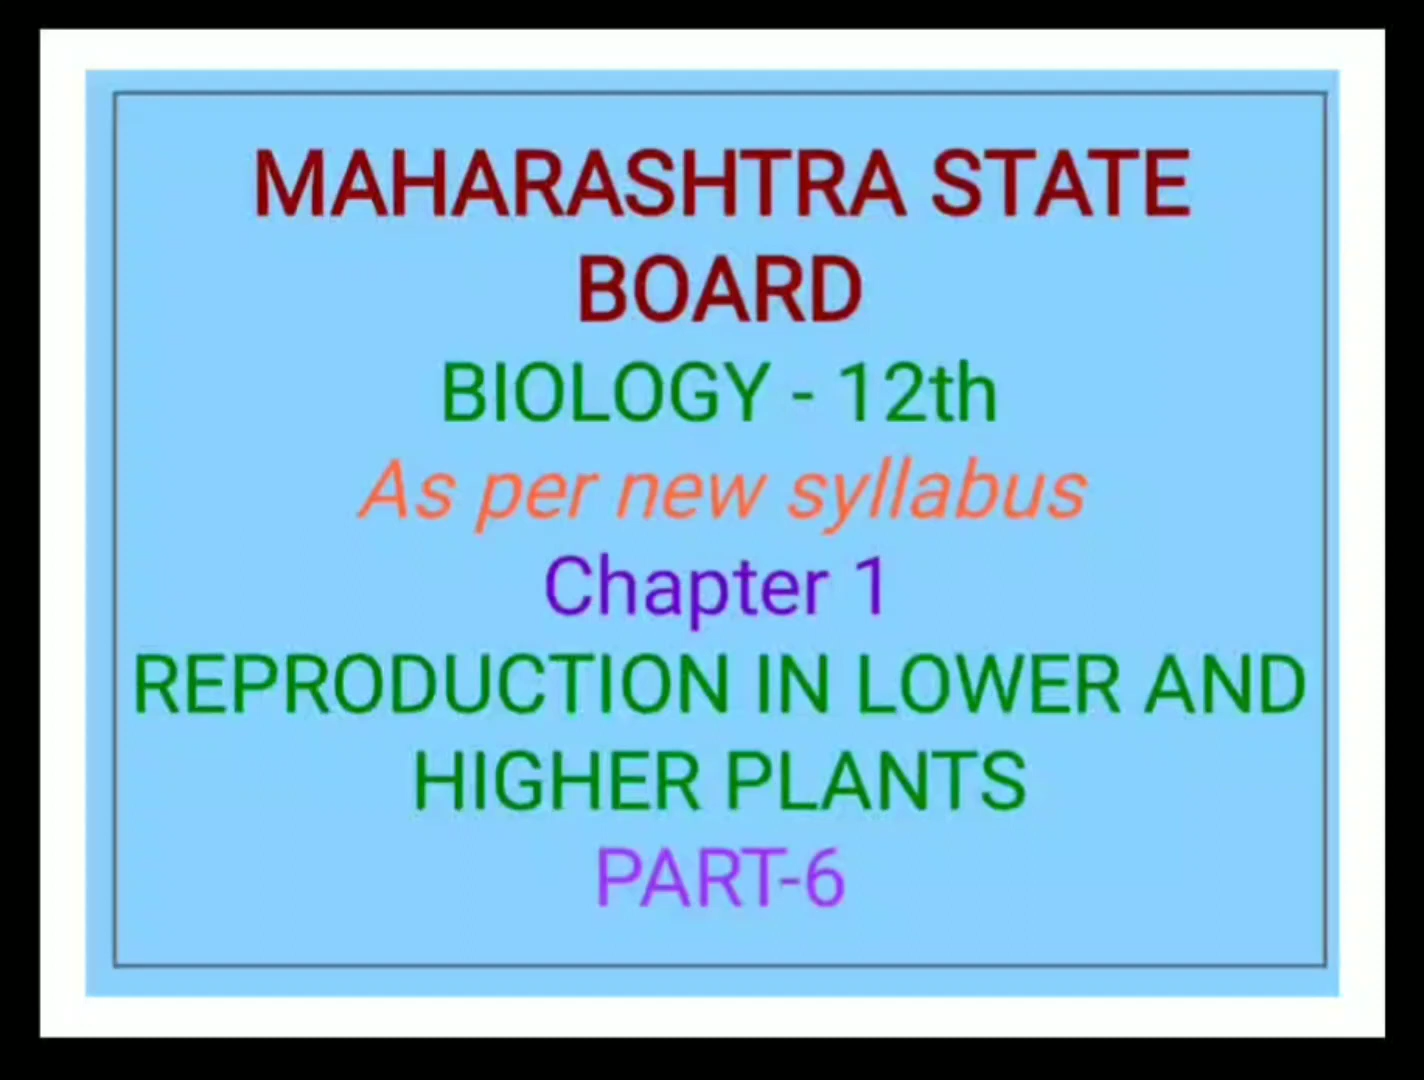 MAHARASHTRA STATE
BOARD
BIOLOGY - 12th
As per new syllabus
Chapter 1
REPRODUCTION IN LOWER AND
HIGHER PLANTS
PART-6